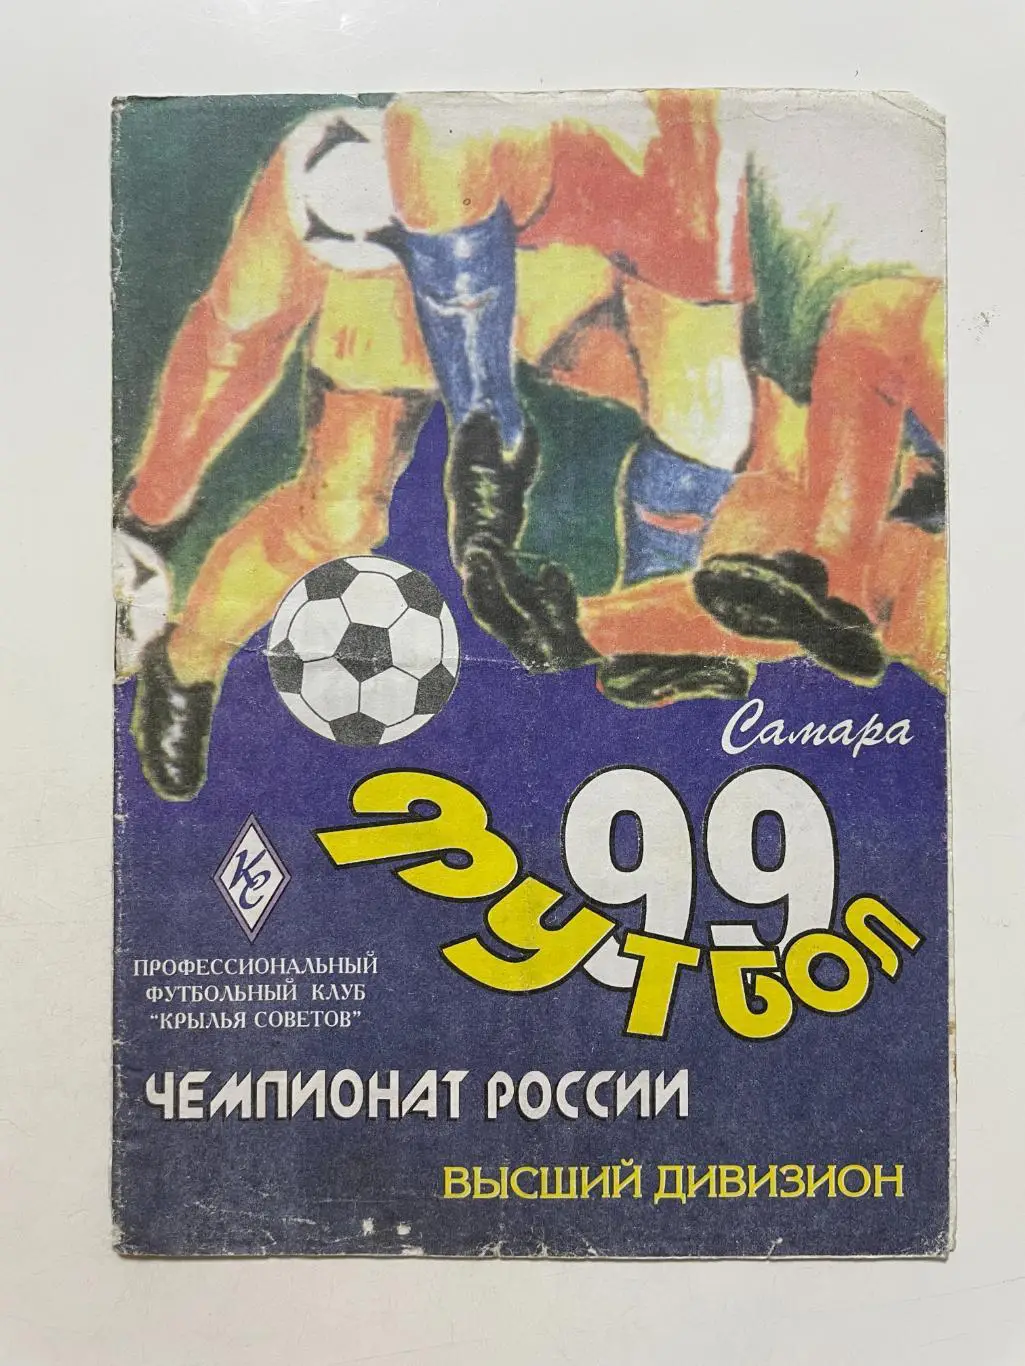 Самара
99
ФУТБОЛ
КС
ПРОФЕССИОНАЛЬНЫЙ
ФУТБОЛЬНЫЙ КЛУБ
"КРЫЛЬЯ СОВЕТОВ"
ЧЕМПИОНАТ РОССИИ
ВЫСШИЙ ДИВИЗИОН